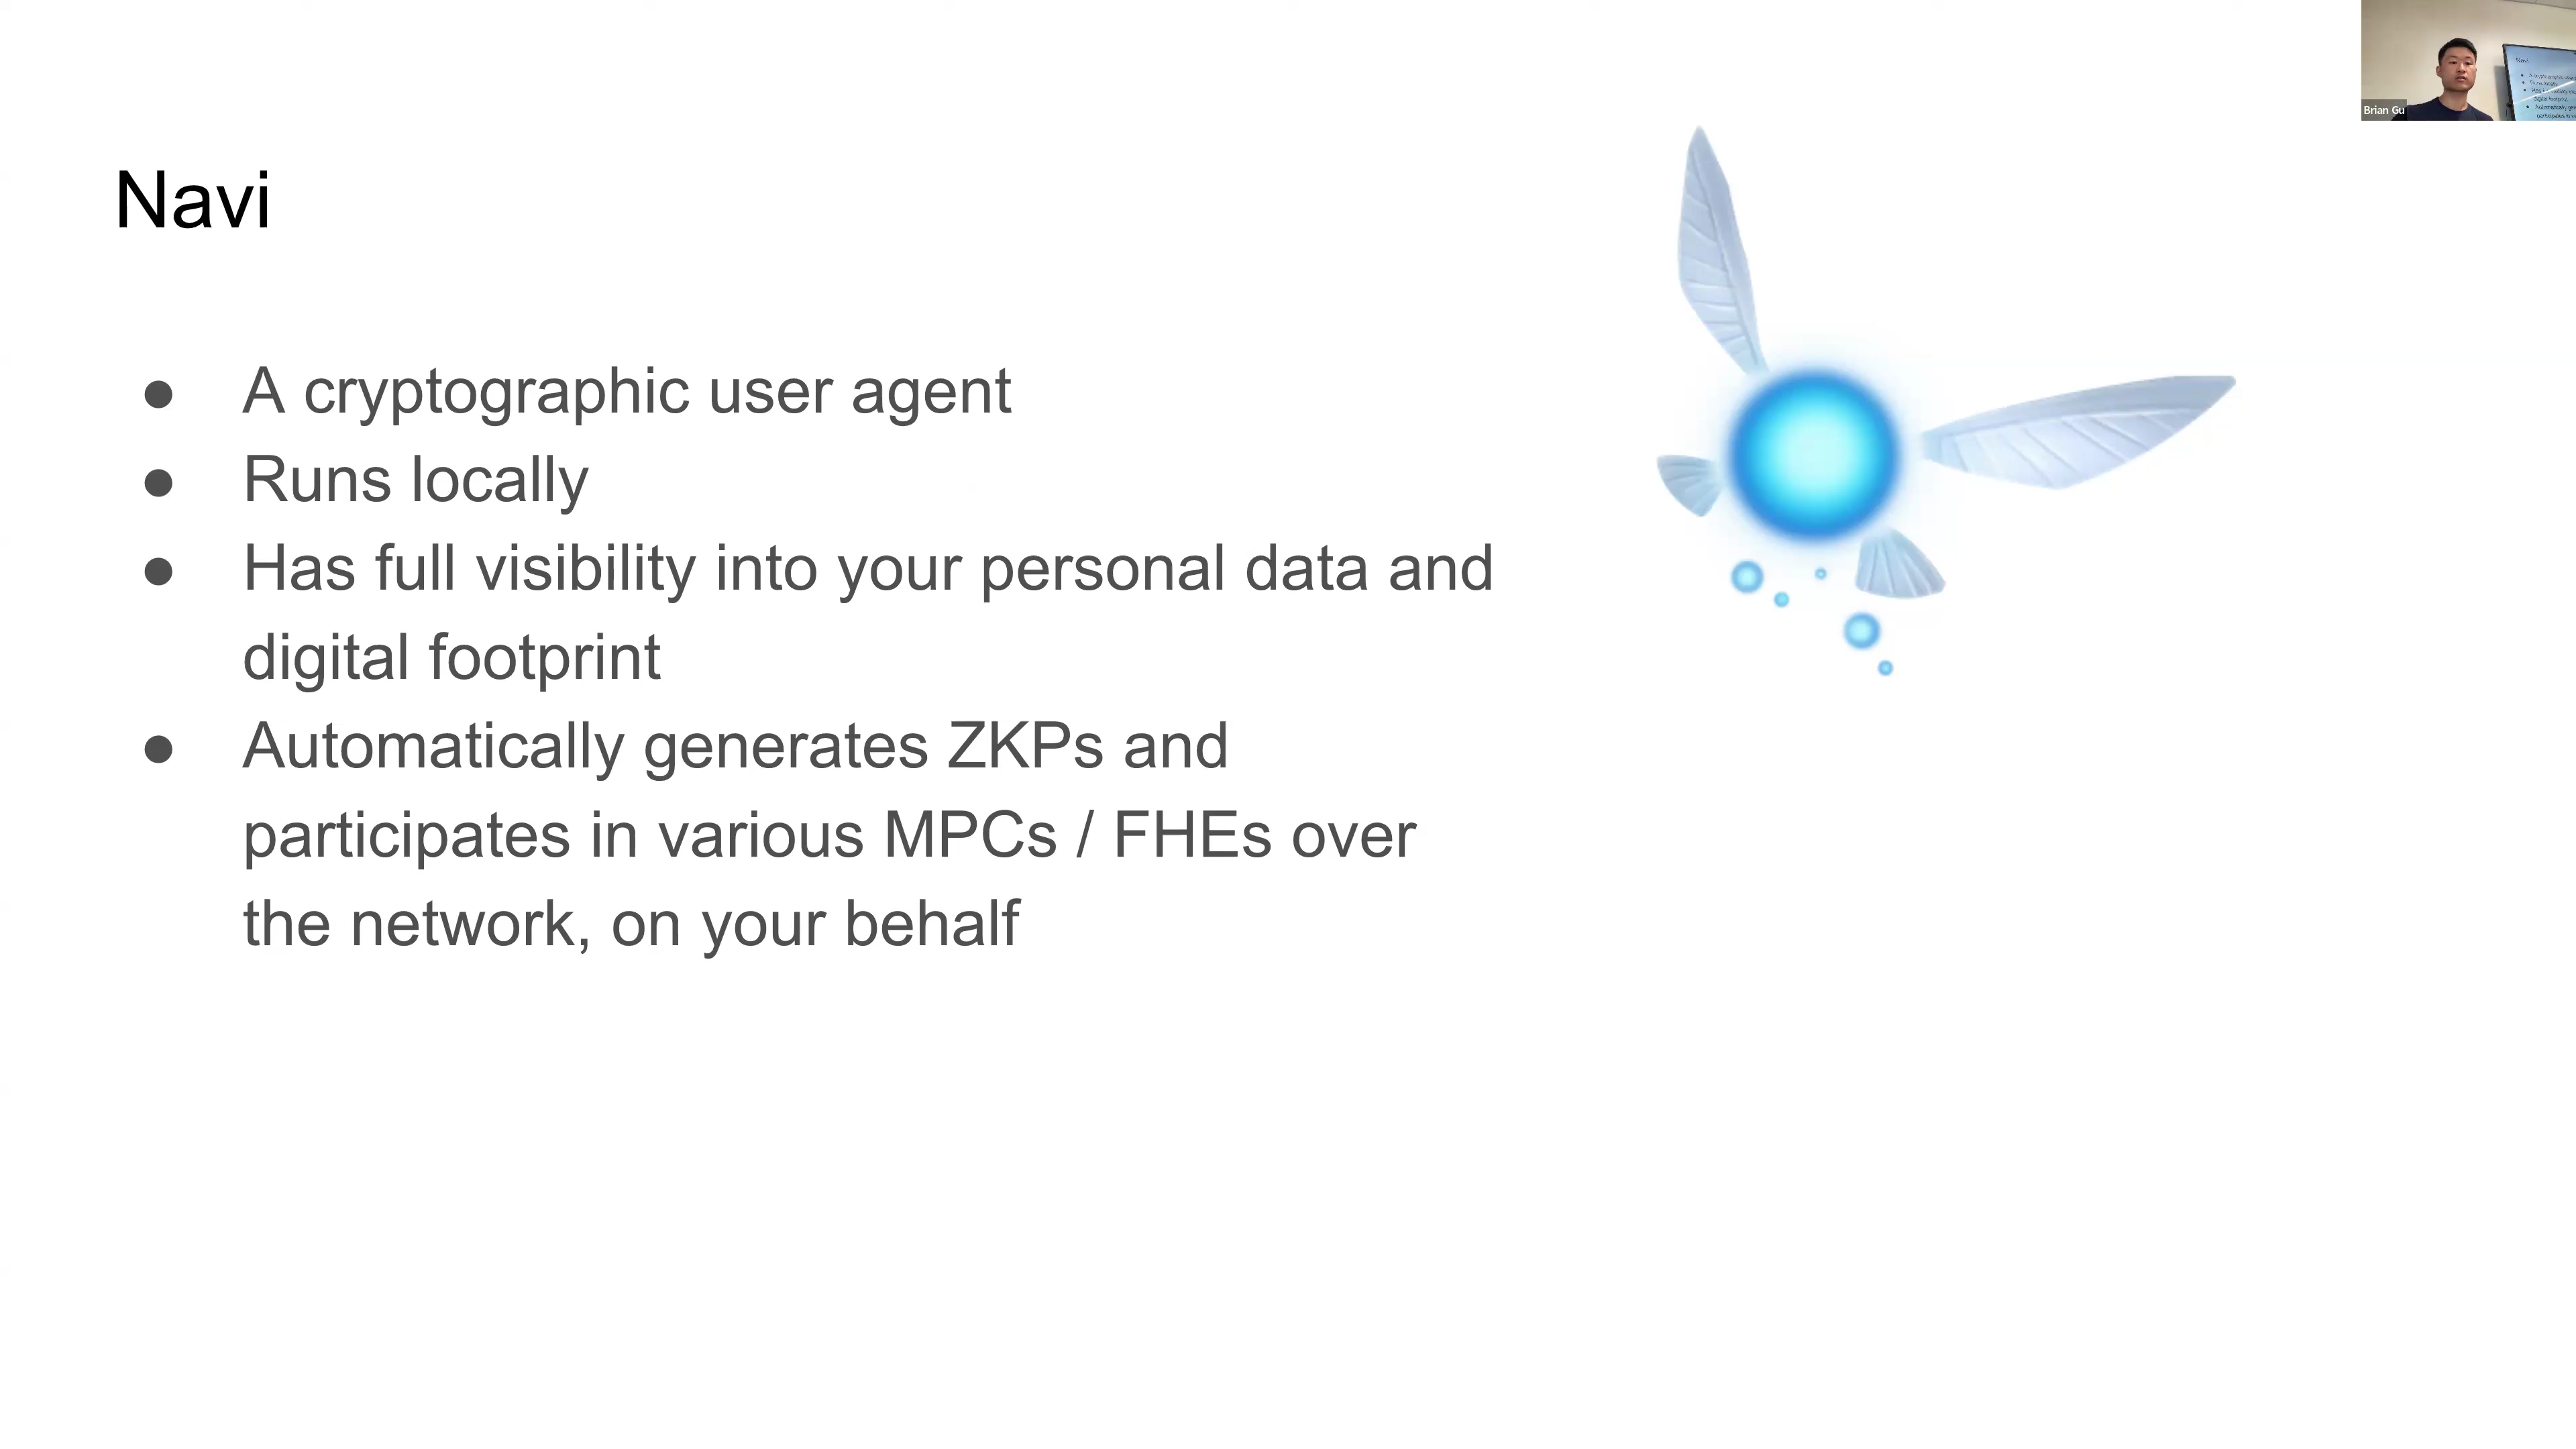 Navi
● A cryptographic user agent
● Runs locally
● Has full visibility into your personal data and
digital footprint
● Automatically generates ZKPs and
participates in various MPCs / FHEs over
the network, on your behalf
Brian Gu